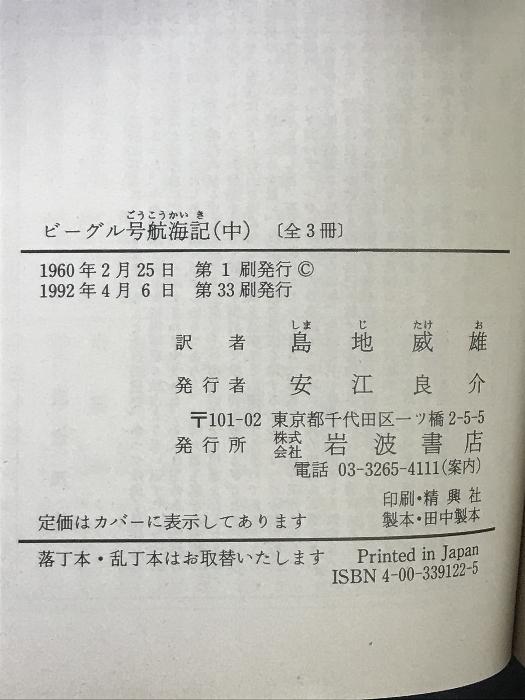 ごうこうかい き
ビーグル号航海記(中) 〔全3冊〕
1960年2月25日 第1刷発行©
1992年4月6日 第33刷発行
しま じ たけ お
訳者 島地威雄
発行者 安江良介
〒101-02 東京都千代田区一ツ橋2-5-5
発行所 株式会社 岩波書店
電話 03-3265-4111(案内)
印刷・精興社
定価はカバーに表示してあります 製本・田中製本
落丁本・乱丁本はお取替いたします Printed in Japan
ISBN 4-00-339122-5